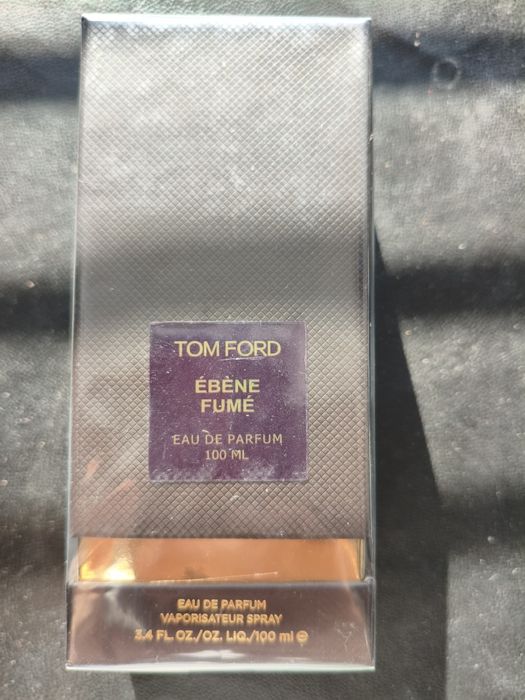 TOM FORD
ÉBÈNE
FUMÉ
EAU DE PARFUM
100 ML
EAU DE PARFUM
VAPORISATEUR SPRAY
3.4 FL. OZ./OZ. LIQ./100 ml ℮